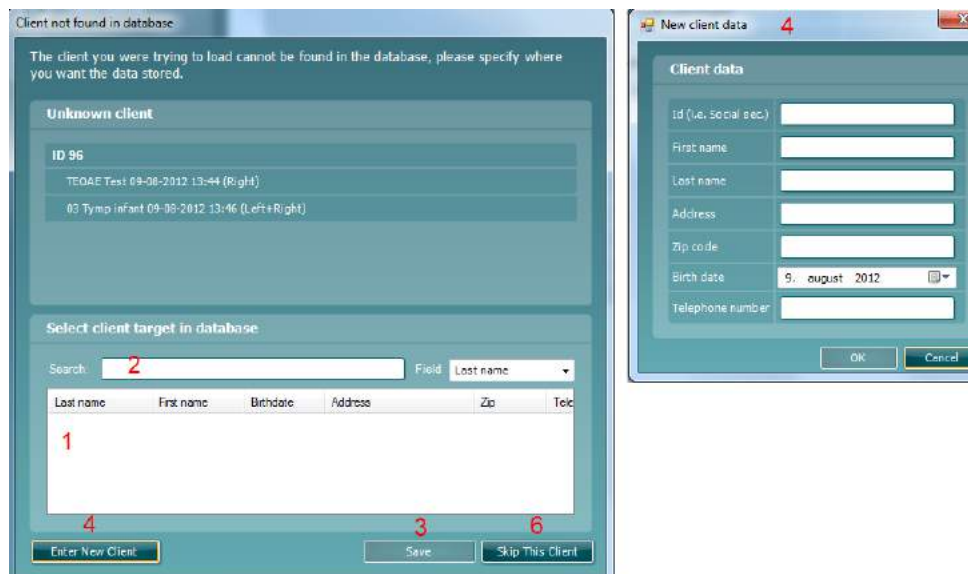 Client not found in database
The client you were trying to load cannot be found in the database, please specify where
you want the data stored.
Unknown client
ID 96
TEOAE Test 09-08-2012 13:44 (Right)
03 Tymp infant 09-08-2012 13:46 (Left+Right)
Select client target in database
Search: 2 Field Last name
Last name First name Birthdate Address Zip Tele
1
4 3 6
Enter New Client Save Skip This Client
New client data 4
Client data
Id (i.e. Social sec.)
First name
Last name
Address
Zip code
Birth date 9. august 2012
Telephone number
OK Cancel